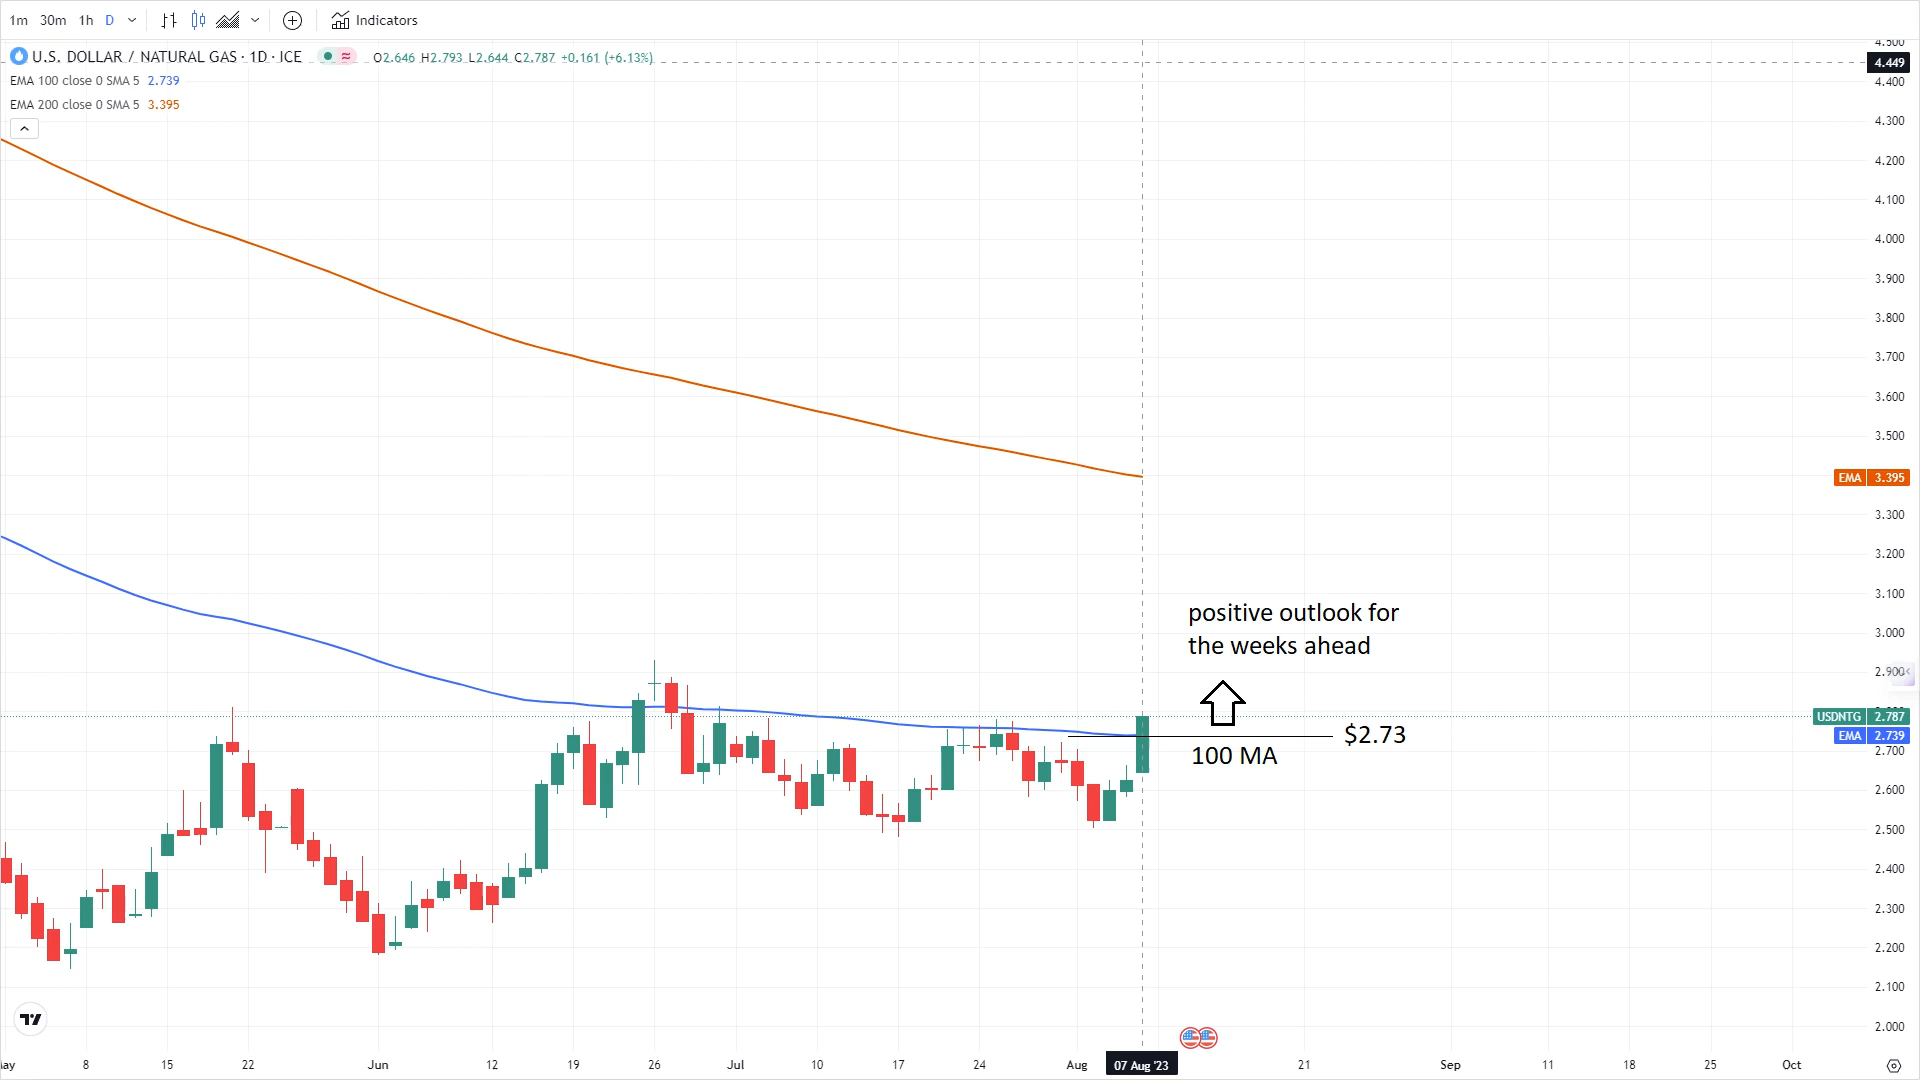 1m 30m 1h D Indicators
U.S. DOLLAR / NATURAL GAS · 1D · ICE O2.646 H2.793 L2.644 C2.787 +0.161 (+6.13%)
EMA 100 close 0 SMA 5 2.739
EMA 200 close 0 SMA 5 3.395
4.500
4.449
4.400
4.300
4.200
4.100
4.000
3.900
3.800
3.700
3.600
3.500
EMA 3.395
3.300
3.200
3.100
3.000
2.900
USDNTG 2.787
EMA 2.739
2.700
2.600
2.500
2.400
2.300
2.200
2.100
2.000
positive outlook for
the weeks ahead
$2.73
100 MA
8 15 22 Jun 12 19 26 Jul 10 17 24 Aug 07 Aug '23 21 Sep 11 18 25 Oct